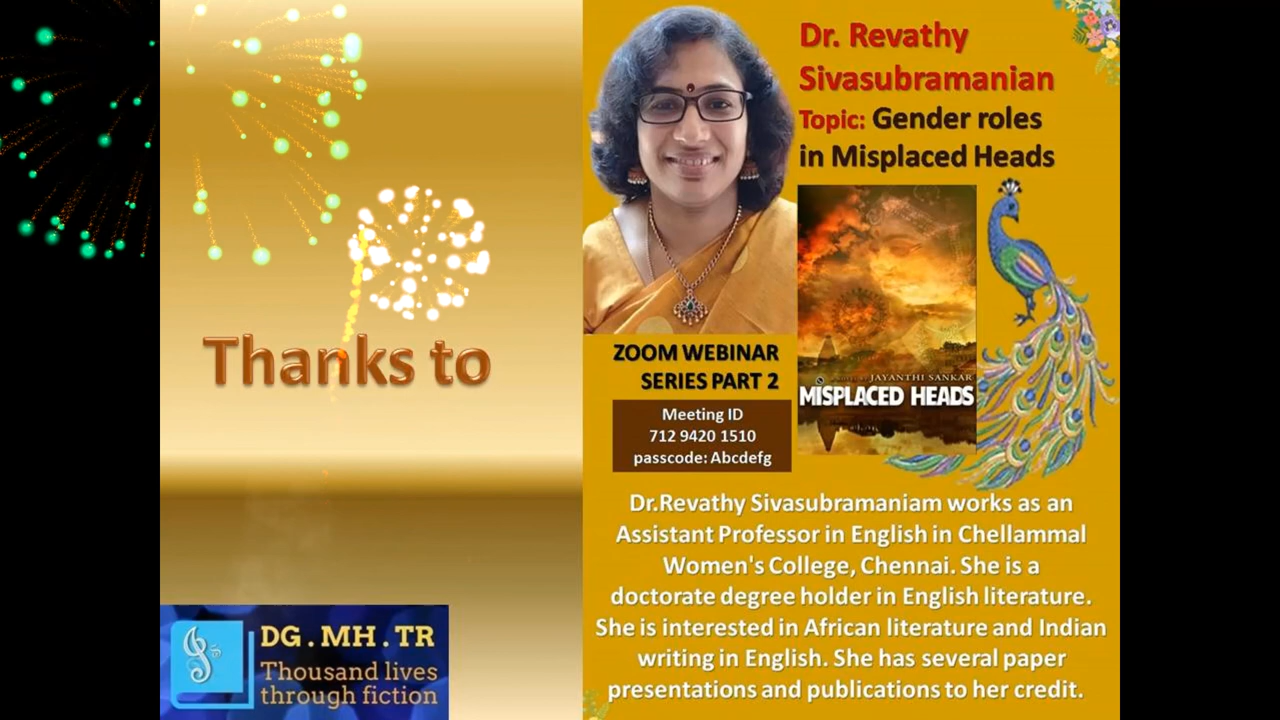 Thanks to
DG . MH . TR
Thousand lives
through fiction
Dr. Revathy
Sivasubramanian
Topic: Gender roles
in Misplaced Heads
JAYANTHI SANKAR
MISPLACED HEADS
ZOOM WEBINAR
SERIES PART 2
Meeting ID
712 9420 1510
passcode: Abcdefg
Dr.Revathy Sivasubramaniam works as an
Assistant Professor in English in Chellammal
Women's College, Chennai. She is a
doctorate degree holder in English literature.
She is interested in African literature and Indian
writing in English. She has several paper
presentations and publications to her credit.